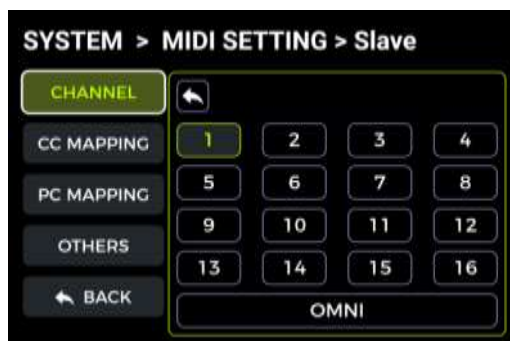 SYSTEM > MIDI SETTING > Slave
CHANNEL
CC MAPPING
PC MAPPING
OTHERS
BACK
1 2 3 4
5 6 7 8
9 10 11 12
13 14 15 16
OMNI